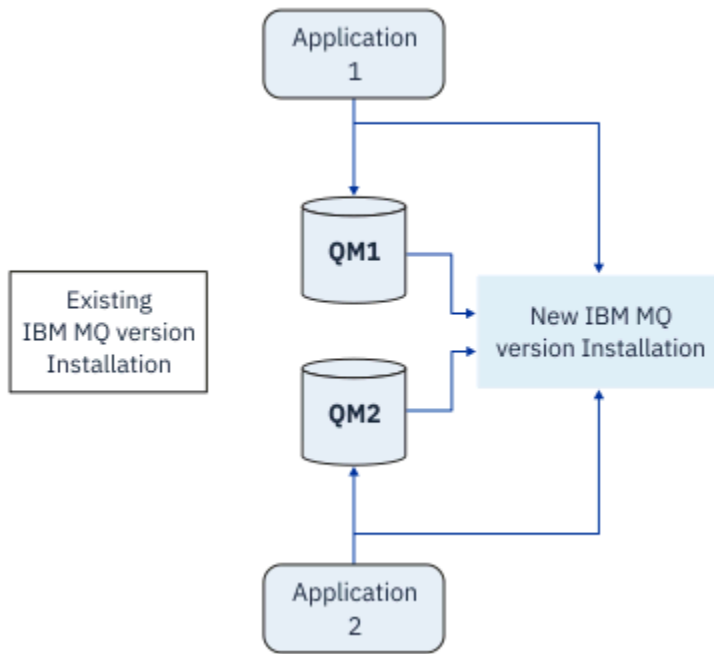 Application
1
QM1
Existing
IBM MQ version
Installation
New IBM MQ
version Installation
QM2
Application
2